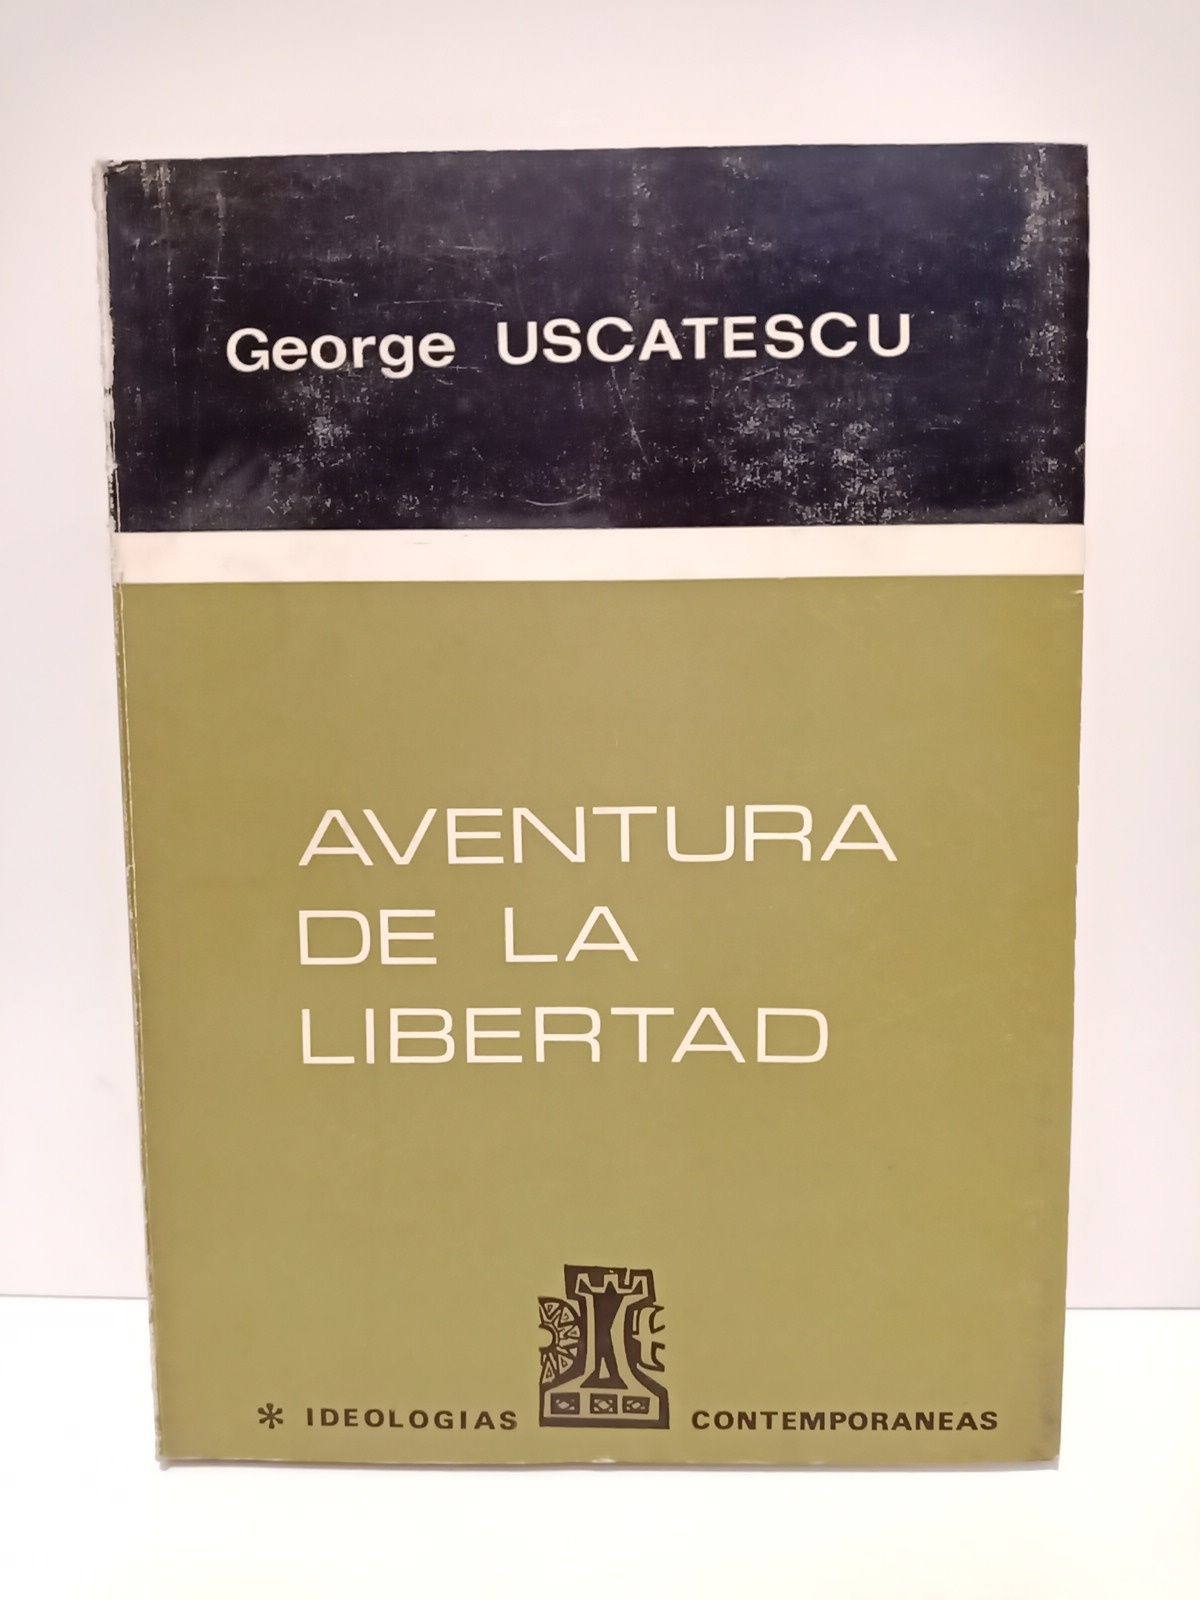 George USCATESCU
AVENTURA
DE LA
LIBERTAD
* IDEOLOGIAS CONTEMPORANEAS